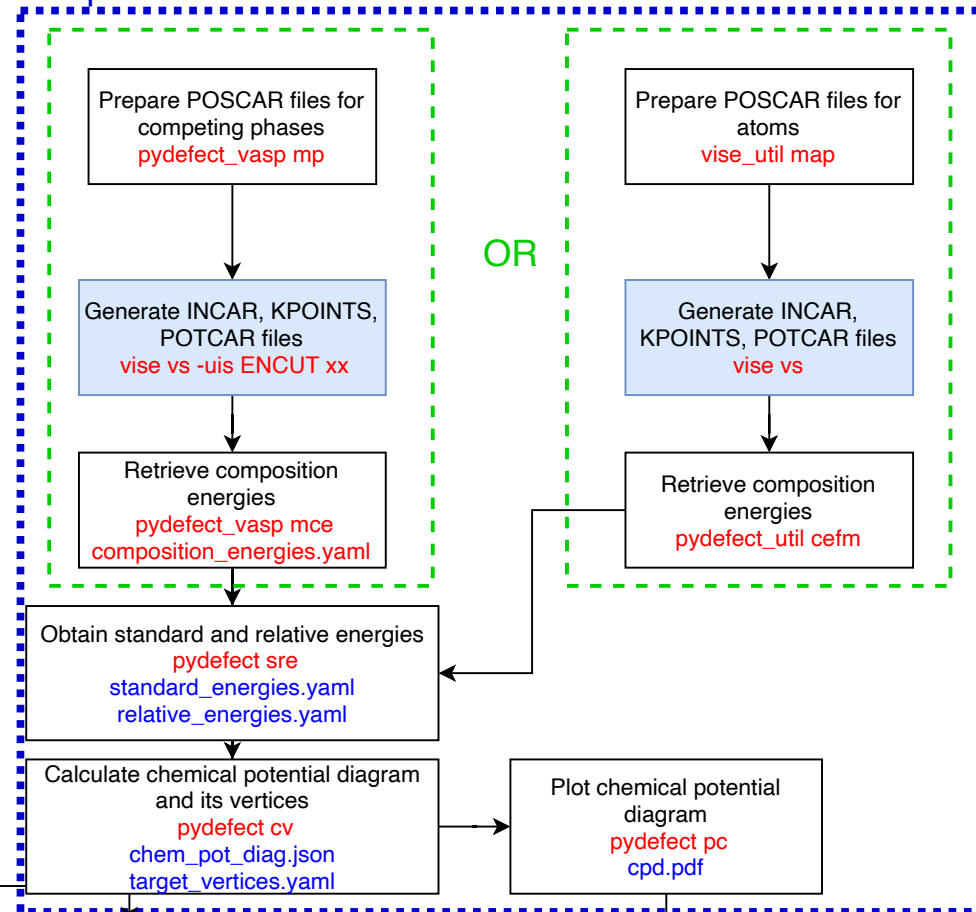 Prepare POSCAR files for
competing phases
pydefect_vasp mp
Prepare POSCAR files for
atoms
vise_util map
OR
Generate INCAR, KPOINTS,
POTCAR files
vise vs -uis ENCUT xx
Generate INCAR,
KPOINTS, POTCAR files
vise vs
Retrieve composition
energies
pydefect_vasp mce
composition_energies.yaml
Retrieve composition
energies
pydefect_util cefm
Obtain standard and relative energies
pydefect sre
standard_energies.yaml
relative_energies.yaml
Calculate chemical potential diagram
and its vertices
pydefect cv
chem_pot_diag.json
target_vertices.yaml
Plot chemical potential
diagram
pydefect pc
cpd.pdf